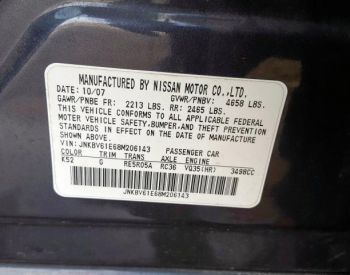 MANUFACTURED BY NISSAN MOTOR CO.,LTD.
DATE: 10/07 GVWR/PNBV: 4658 LBS.
GAWR/PNBE FR: 2213 LBS. RR: 2465 LBS.
THIS VEHICLE CONFORMS TO ALL APPLICABLE FEDERAL
MOTOR VEHICLE SAFETY,BUMPER,AND THEFT PREVENTION
STANDARDS IN EFFECT ON THE DATE OF MANUFACTURE
SHOWN ABOVE.
VIN: JNKBV61E68M206143 PASSENGER CAR
COLOR TRIM TRANS AXLE ENGINE
K52 G RE5R05A RC36 VQ35(HR) 3498CC
JNKBV61E68M206143